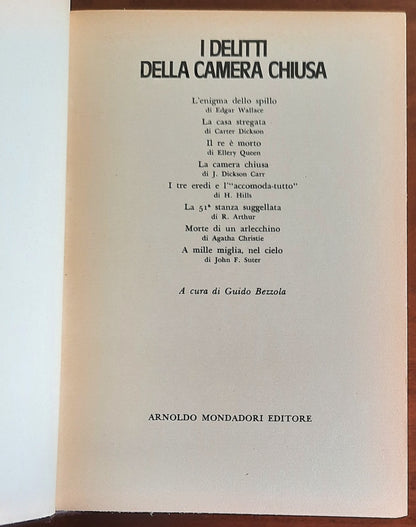 I DELITTI
DELLA CAMERA CHIUSA
L'enigma dello spillo
di Edgar Wallace
La casa stregata
di Carter Dickson
Il re è morto
di Ellery Queen
La camera chiusa
di J. Dickson Carr
I tre eredi e l'"accomoda-tutto"
di H. Hills
La 51ª stanza suggellata
di R. Arthur
Morte di un arlecchino
di Agatha Christie
A mille miglia, nel cielo
di John F. Suter
A cura di Guido Bezzola
ARNOLDO MONDADORI EDITORE